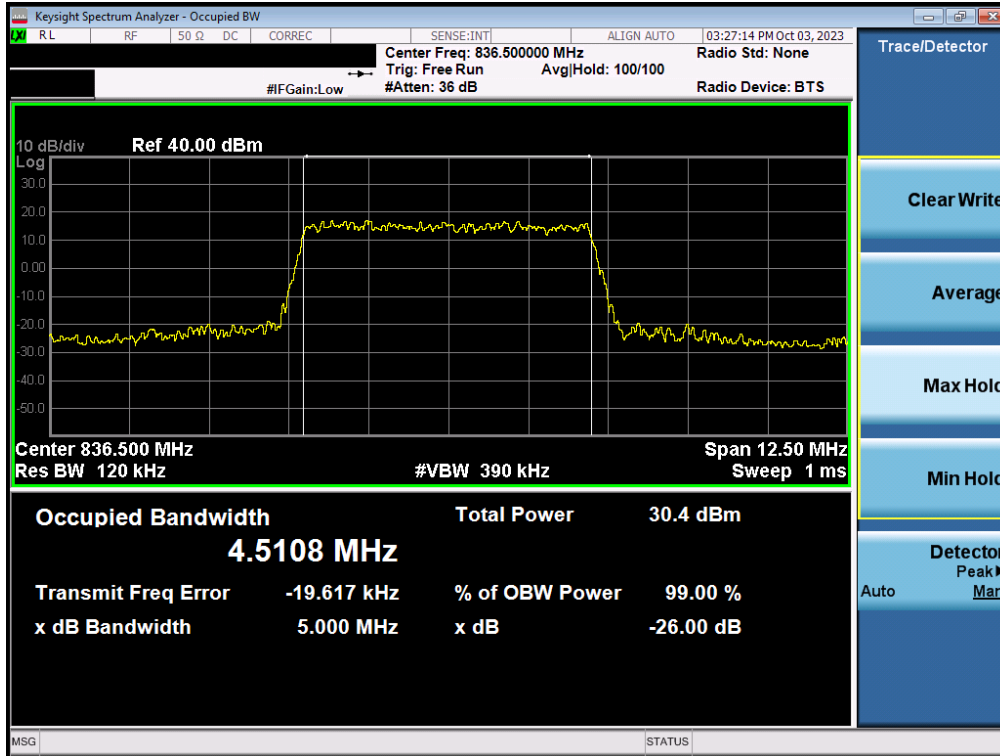 Keysight Spectrum Analyzer - Occupied BW
LXI RL RF 50 Ω DC CORREC SENSE:INT ALIGN AUTO 03:27:14 PM Oct 03, 2023
Center Freq: 836.500000 MHz Radio Std: None
Trig: Free Run Avg|Hold: 100/100
#IFGain:Low #Atten: 36 dB Radio Device: BTS
Trace/Detector
10 dB/div Ref 40.00 dBm
Log
30.0
20.0
10.0
0.00
-10.0
-20.0
-30.0
-40.0
-50.0
Center 836.500 MHz Span 12.50 MHz
Res BW 120 kHz #VBW 390 kHz Sweep 1 ms
Occupied Bandwidth Total Power 30.4 dBm
4.5108 MHz
Transmit Freq Error -19.617 kHz % of OBW Power 99.00 %
x dB Bandwidth 5.000 MHz x dB -26.00 dB
Clear Write
Average
Max Hold
Min Hold
Detector
Peak
Auto Man
MSG STATUS